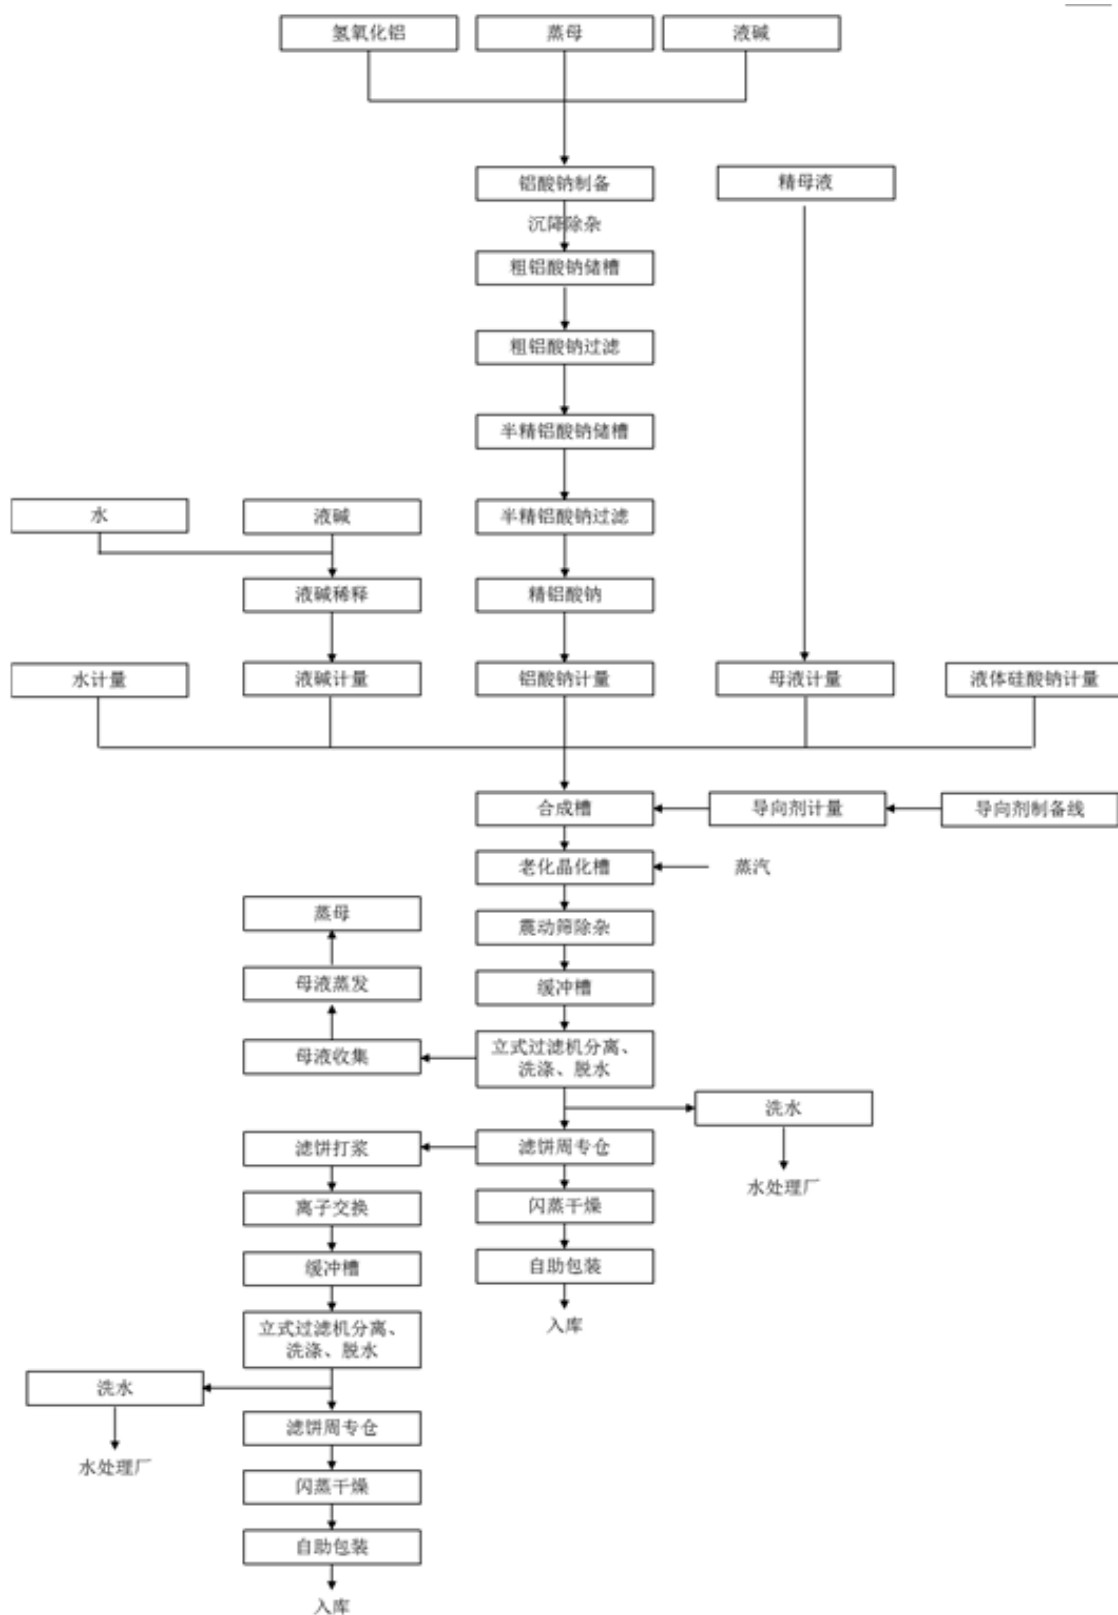 氢氧化铝
蒸母
液碱
铝酸钠制备
精母液
沉降除杂
粗铝酸钠储槽
粗铝酸钠过滤
半精铝酸钠储槽
水
液碱
半精铝酸钠过滤
液碱稀释
精铝酸钠
水计量
液碱计量
铝酸钠计量
母液计量
液体硅酸钠计量
合成槽
导向剂计量
导向剂制备线
老化晶化槽
蒸汽
蒸母
震动筛除杂
母液蒸发
缓冲槽
母液收集
立式过滤机分离、
洗涤、脱水
洗水
滤饼打浆
滤饼周专仓
水处理厂
离子交换
闪蒸干燥
缓冲槽
自助包装
入库
立式过滤机分离、
洗涤、脱水
洗水
滤饼周专仓
水处理厂
闪蒸干燥
自助包装
入库